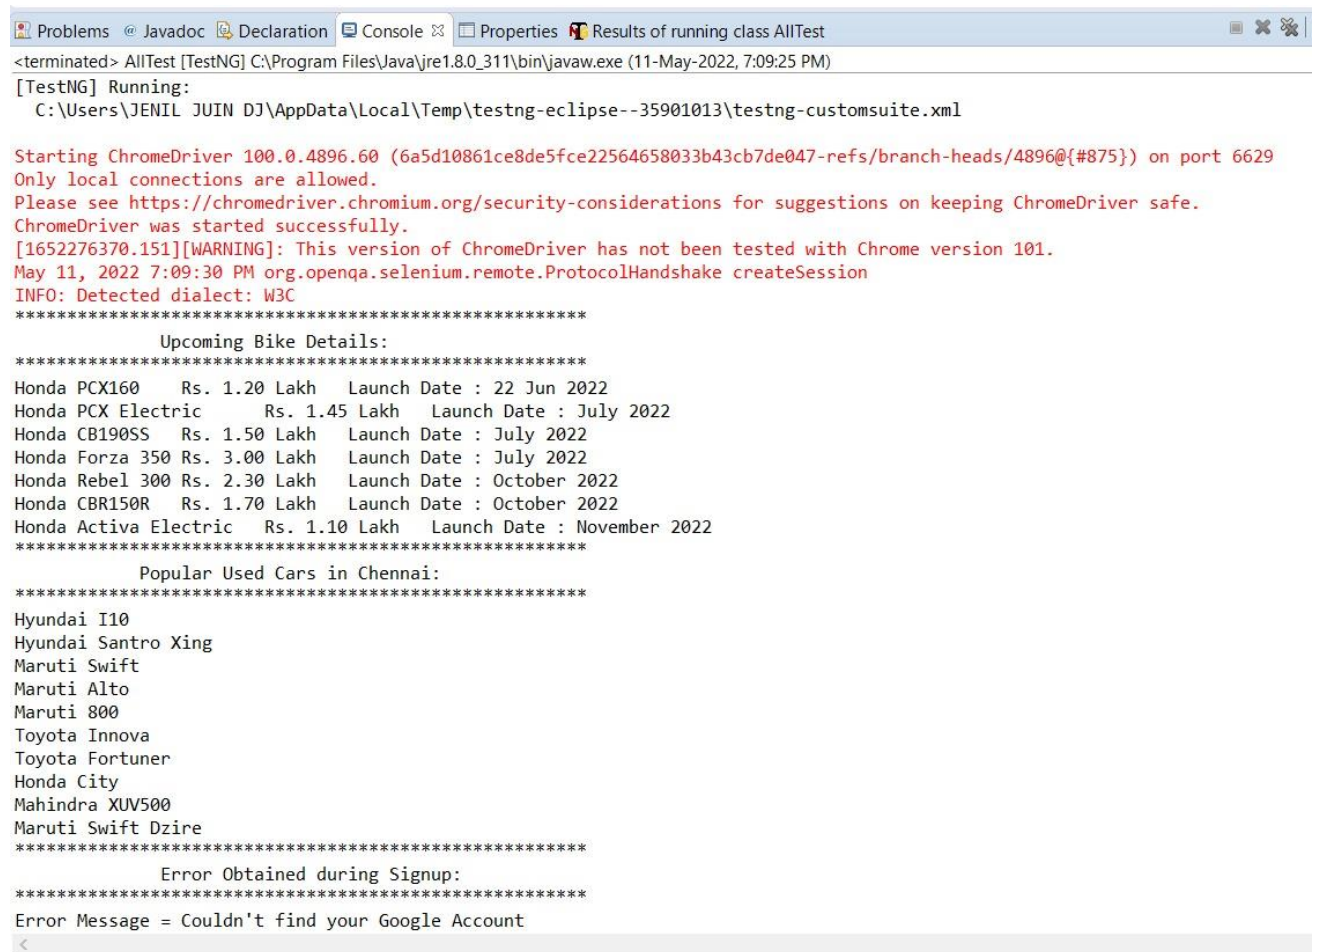 Problems @ Javadoc Declaration Console Properties Results of running class AllTest
<terminated> AllTest [TestNG] C:\Program Files\Java\jre1.8.0_311\bin\javaw.exe (11-May-2022, 7:09:25 PM)
[TestNG] Running:
  C:\Users\JENIL JUIN DJ\AppData\Local\Temp\testng-eclipse--35901013\testng-customsuite.xml

Starting ChromeDriver 100.0.4896.60 (6a5d10861ce8de5fce22564658033b43cb7de047-refs/branch-heads/4896@{#875}) on port 6629
Only local connections are allowed.
Please see https://chromedriver.chromium.org/security-considerations for suggestions on keeping ChromeDriver safe.
ChromeDriver was started successfully.
[1652276370.151][WARNING]: This version of ChromeDriver has not been tested with Chrome version 101.
May 11, 2022 7:09:30 PM org.openqa.selenium.remote.ProtocolHandshake createSession
INFO: Detected dialect: W3C
*******************************************************
              Upcoming Bike Details:
*******************************************************
Honda PCX160    Rs. 1.20 Lakh   Launch Date : 22 Jun 2022
Honda PCX Electric      Rs. 1.45 Lakh   Launch Date : July 2022
Honda CB190SS   Rs. 1.50 Lakh   Launch Date : July 2022
Honda Forza 350 Rs. 3.00 Lakh   Launch Date : July 2022
Honda Rebel 300 Rs. 2.30 Lakh   Launch Date : October 2022
Honda CBR150R   Rs. 1.70 Lakh   Launch Date : October 2022
Honda Activa Electric   Rs. 1.10 Lakh   Launch Date : November 2022
*******************************************************
            Popular Used Cars in Chennai:
*******************************************************
Hyundai I10
Hyundai Santro Xing
Maruti Swift
Maruti Alto
Maruti 800
Toyota Innova
Toyota Fortuner
Honda City
Mahindra XUV500
Maruti Swift Dzire
*******************************************************
              Error Obtained during Signup:
*******************************************************
Error Message = Couldn't find your Google Account